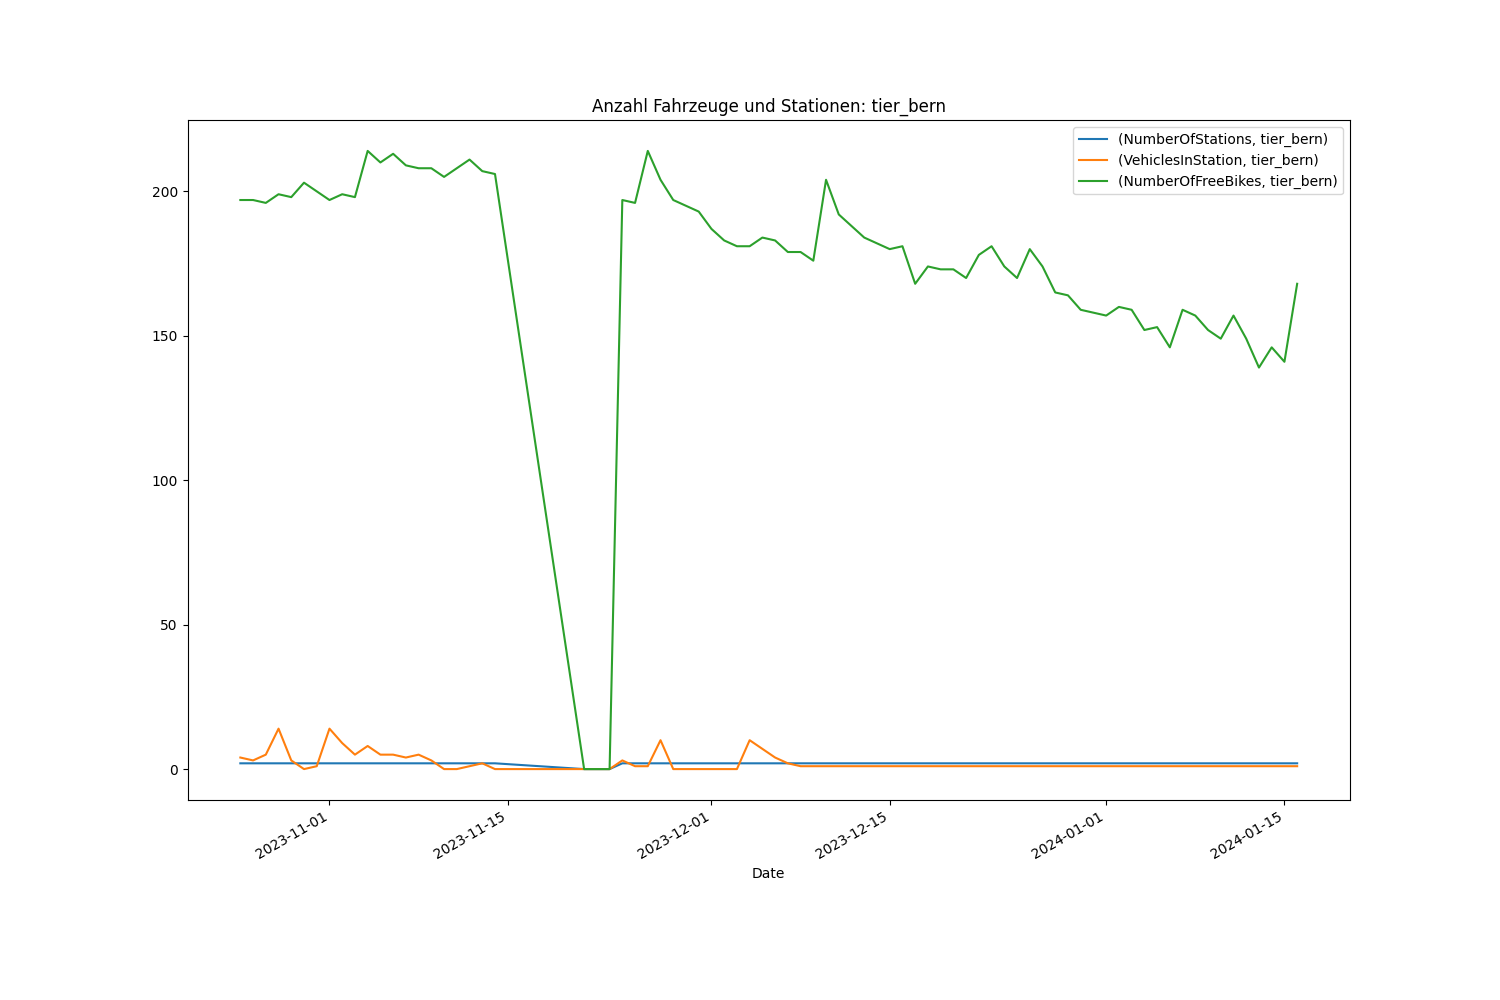 Anzahl Fahrzeuge und Stationen: tier_bern
(NumberOfStations, tier_bern)
(VehiclesInStation, tier_bern)
(NumberOfFreeBikes, tier_bern)
200
150
100
50
0
2023-11-01
2023-11-15
2023-12-01
2023-12-15
2024-01-01
2024-01-15
Date